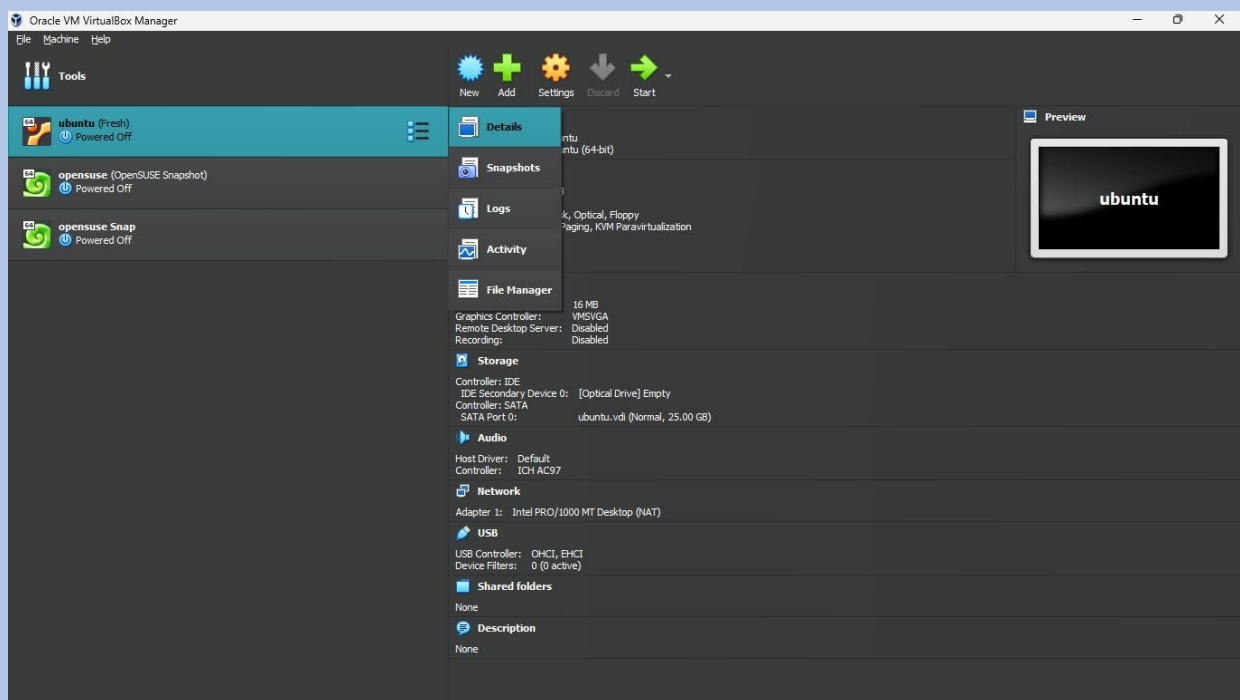 Oracle VM VirtualBox Manager
File Machine Help
Tools
New Add Settings Discard Start
64
ubuntu (Fresh)
Powered Off
64
opensuse (OpenSUSE Snapshot)
Powered Off
64
opensuse Snap
Powered Off
Details
Snapshots
Logs
Activity
File Manager
ntu (64-bit)
k, Optical, Floppy
Paging, KVM Paravirtualization
Preview
ubuntu
16 MB
Graphics Controller: VMSVGA
Remote Desktop Server: Disabled
Recording: Disabled
Storage
Controller: IDE
IDE Secondary Device 0: [Optical Drive] Empty
Controller: SATA
SATA Port 0: ubuntu.vdi (Normal, 25.00 GB)
Audio
Host Driver: Default
Controller: ICH AC97
Network
Adapter 1: Intel PRO/1000 MT Desktop (NAT)
USB
USB Controller: OHCI, EHCI
Device Filters: 0 (0 active)
Shared folders
None
Description
None